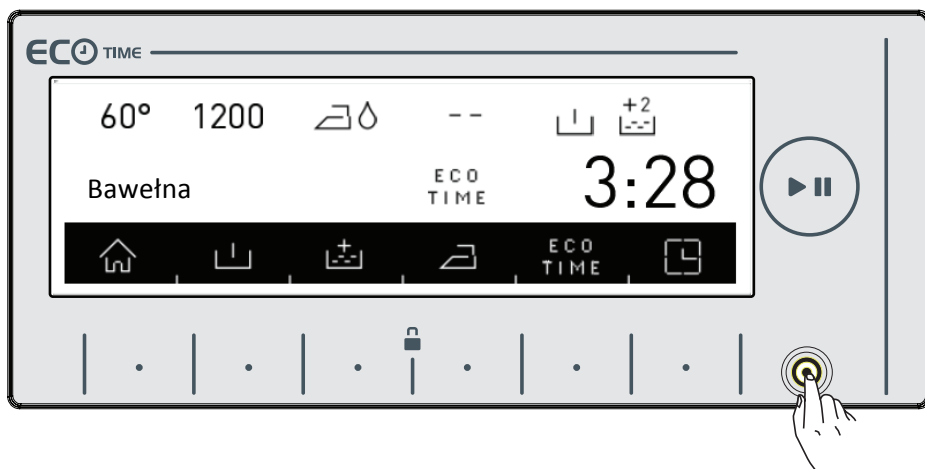 ECO TIME
60° 1200 -- +2
Bawełna ECO TIME 3:28
+ ECO TIME